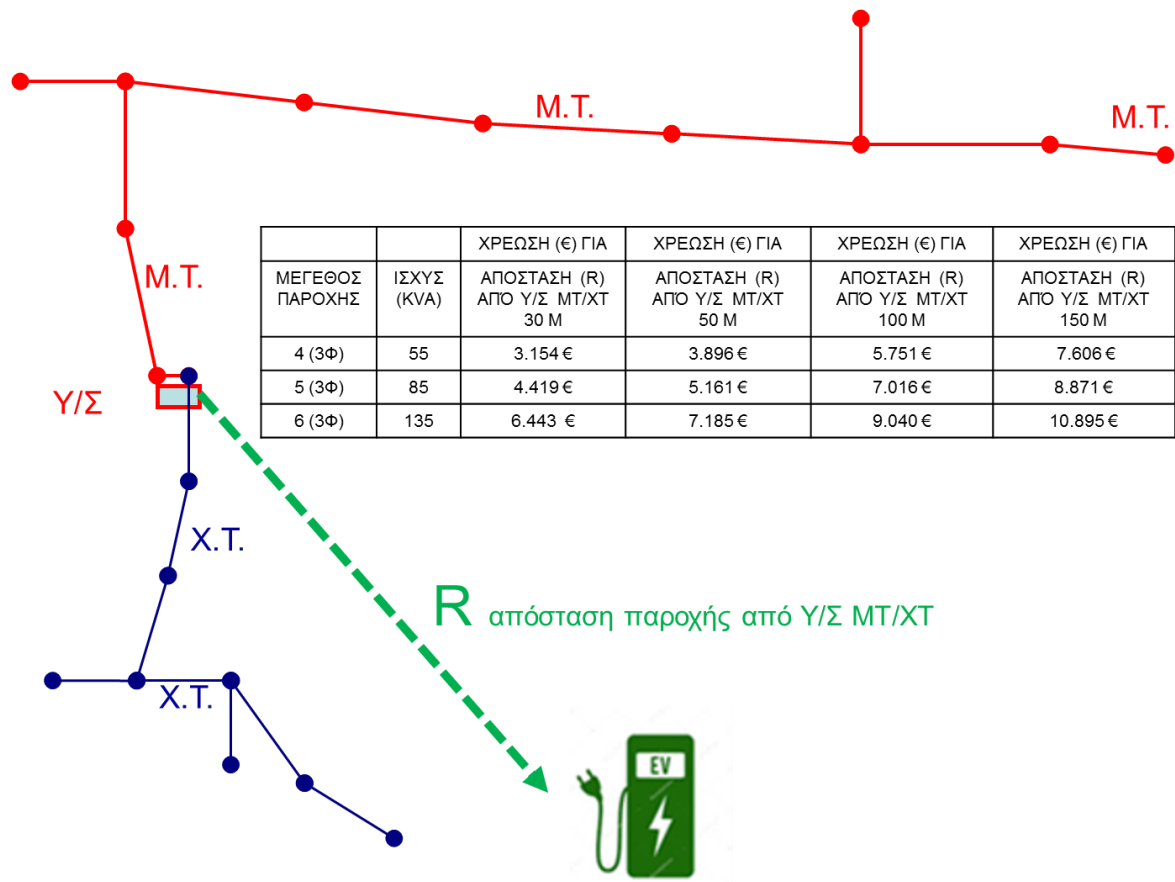 Μ.Τ.
Μ.Τ.
ΧΡΕΩΣΗ (€) ΓΙΑ ΧΡΕΩΣΗ (€) ΓΙΑ ΧΡΕΩΣΗ (€) ΓΙΑ ΧΡΕΩΣΗ (€) ΓΙΑ
ΜΕΓΕΘΟΣ ΠΑΡΟΧΗΣ ΙΣΧΥΣ (KVA) ΑΠΟΣΤΑΣΗ (R) ΑΠΌ Υ/Σ ΜΤ/ΧΤ 30 Μ ΑΠΟΣΤΑΣΗ (R) ΑΠΌ Υ/Σ ΜΤ/ΧΤ 50 Μ ΑΠΟΣΤΑΣΗ (R) ΑΠΌ Υ/Σ ΜΤ/ΧΤ 100 Μ ΑΠΟΣΤΑΣΗ (R) ΑΠΌ Υ/Σ ΜΤ/ΧΤ 150 Μ
4 (3Φ) 55 3.154 € 3.896 € 5.751 € 7.606 €
5 (3Φ) 85 4.419 € 5.161 € 7.016 € 8.871 €
6 (3Φ) 135 6.443 € 7.185 € 9.040 € 10.895 €
Μ.Τ.
Υ/Σ
Χ.Τ.
R απόσταση παροχής από Υ/Σ ΜΤ/ΧΤ
Χ.Τ.
EV